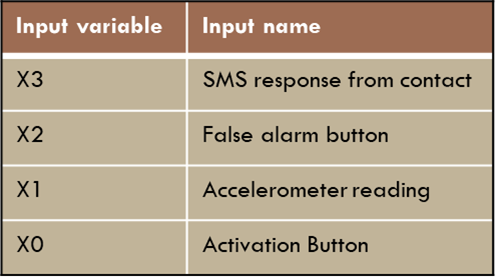 Input variable Input name
X3 SMS response from contact
X2 False alarm button
X1 Accelerometer reading
X0 Activation Button